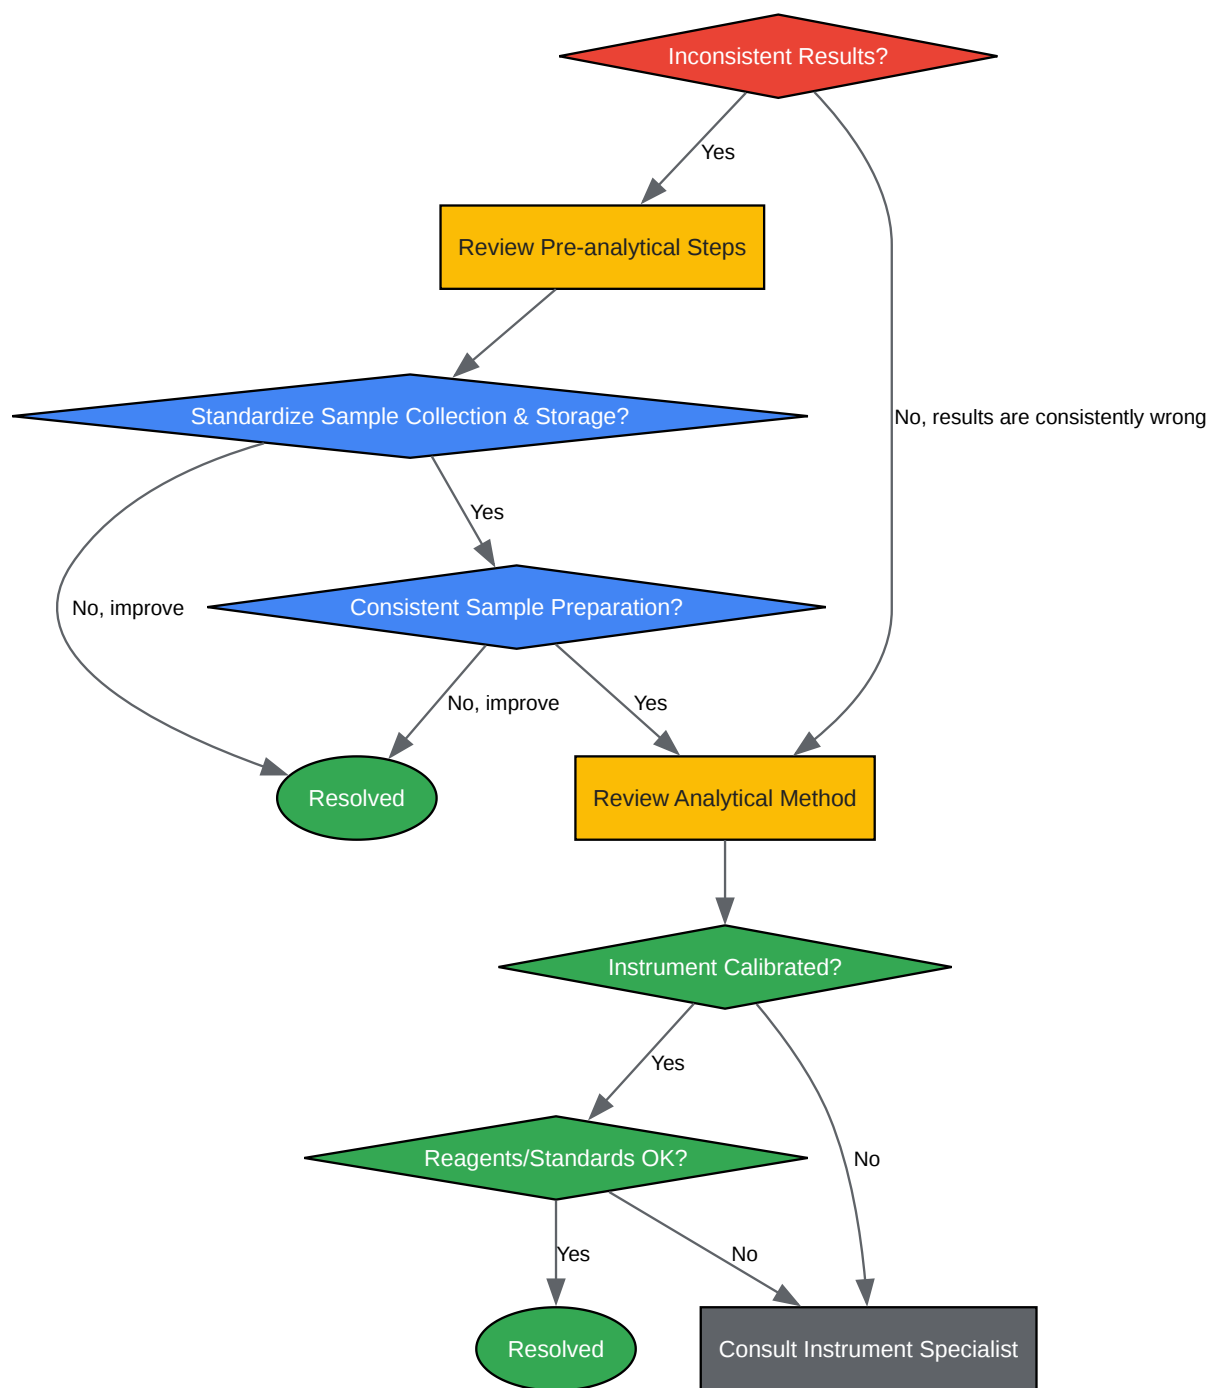 Inconsistent Results?
Yes
Review Pre-analytical Steps
Standardize Sample Collection & Storage?
No, results are consistently wrong
Yes
No, improve
Consistent Sample Preparation?
No, improve
Yes
Resolved
Review Analytical Method
Instrument Calibrated?
Yes
Reagents/Standards OK?
No
Yes
No
Resolved
Consult Instrument Specialist